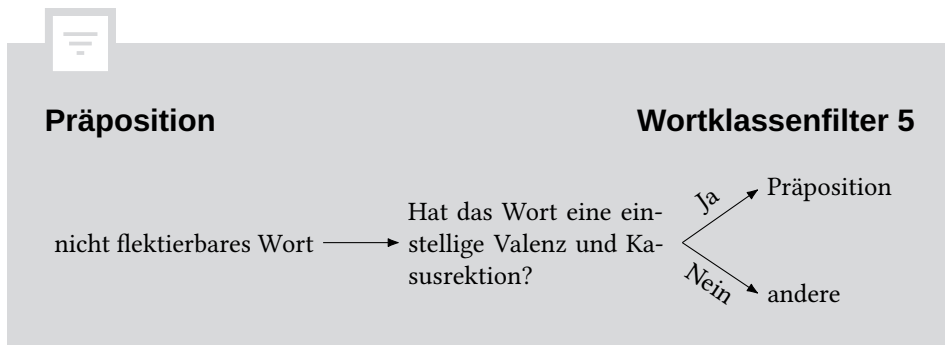 Präposition
Wortklassenfilter 5
nicht flektierbares Wort
Hat das Wort eine ein-
stellige Valenz und Ka-
susrektion?
Ja
Präposition
Nein
andere